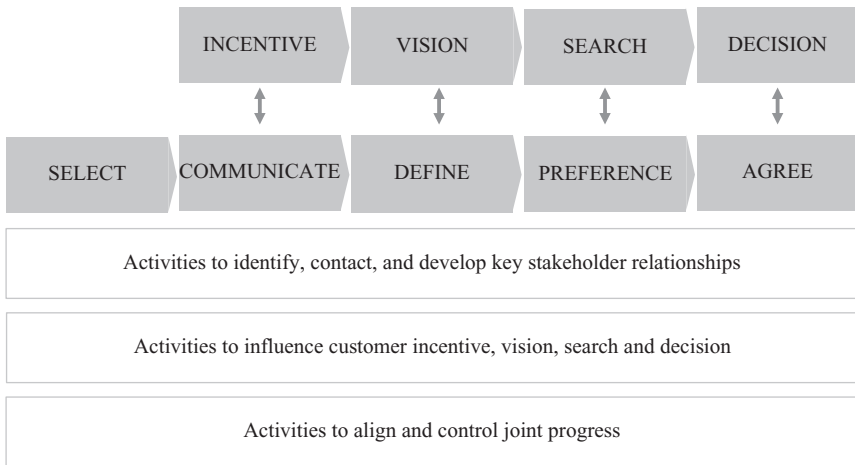 INCENTIVE VISION SEARCH DECISION
SELECT COMMUNICATE DEFINE PREFERENCE AGREE
Activities to identify, contact, and develop key stakeholder relationships
Activities to influence customer incentive, vision, search and decision
Activities to align and control joint progress